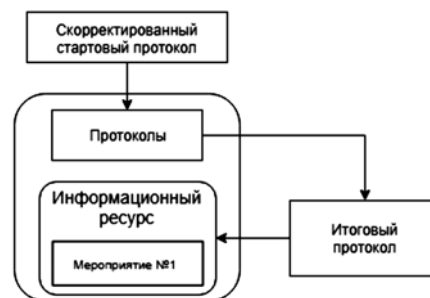 Скорректированный
стартовый протокол
Протоколы
Информационный
ресурс
Мероприятие №1
Итоговый
протокол